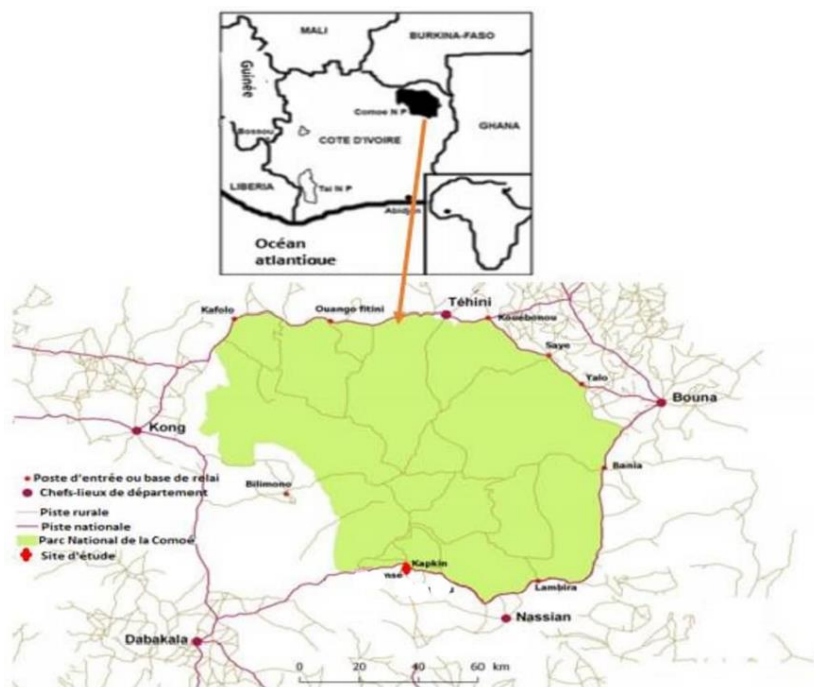 MALI
BURKINA-FASO
Guinée
Comoe N P
GHANA
Bossou
COTE D'IVOIRE
LIBERIA
Tai N P
Abidjan
Océan
atlantique
Téhini
Kafolo
Ouango fitini
Kouebonou
Saye
Yalo
Bouna
Kong
Bania
Poste d'entrée ou base de relai
Bilimono
Chefs-lieux de département
Piste rurale
Piste nationale
Parc National de la Comoé
Site d'étude
Kapkin
Lambira
Nassian
Dabakala
0 20 40 60 km